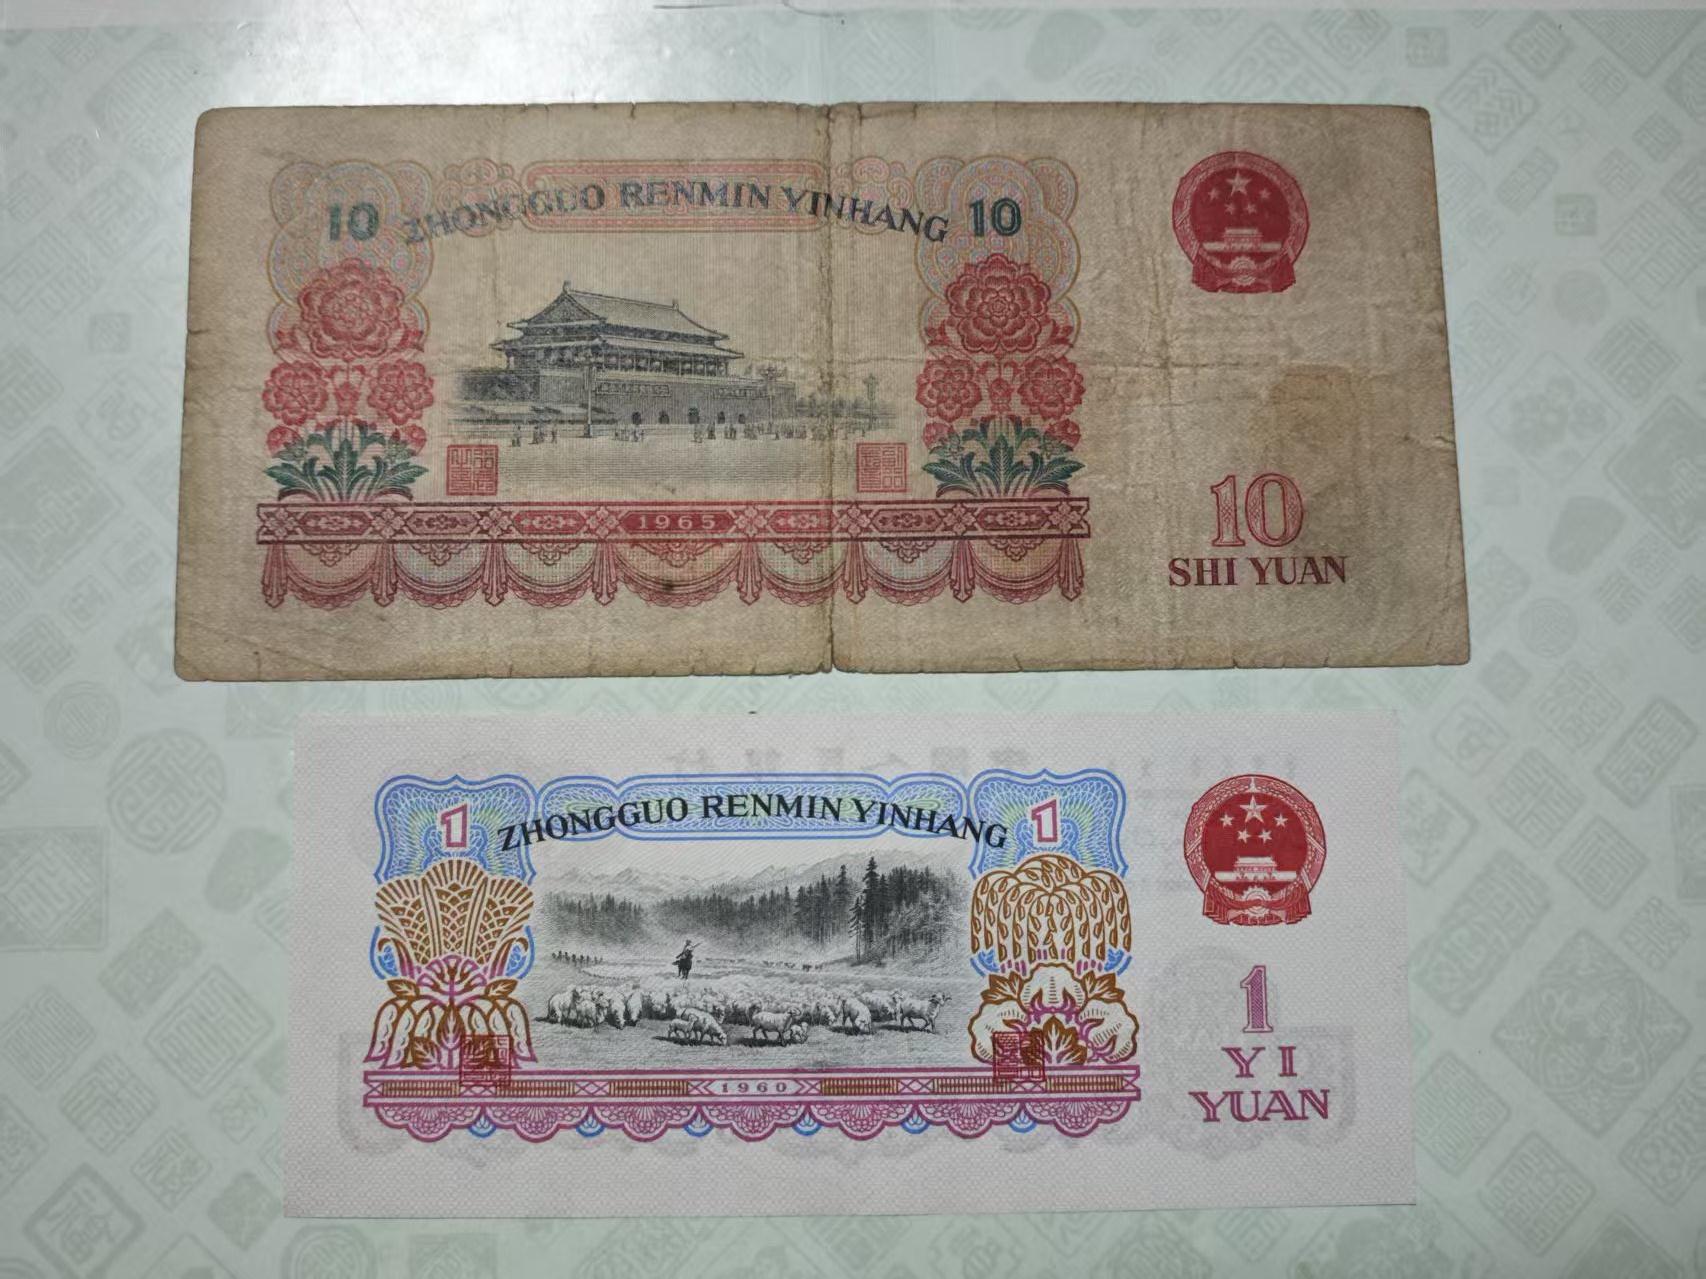 10 ZHONGGUO RENMIN YINHANG 10
1965
10
SHI YUAN
1 ZHONGGUO RENMIN YINHANG 1
1960
1
YI
YUAN